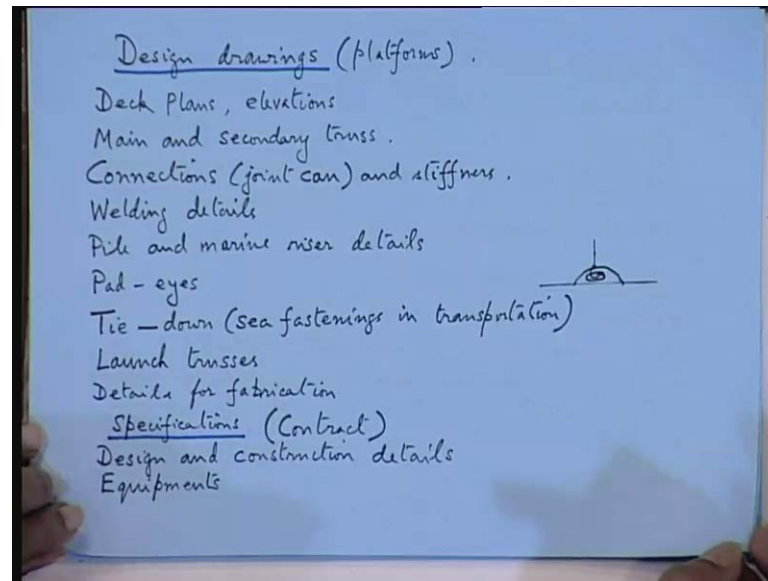 Design drawings (platforms).
Deck Plans, elevations
Main and secondary truss.
Connections (joint can) and stiffners.
Welding details
Pile and marine riser details
Pad-eyes
Tie-down (sea fastenings in transportation)
Launch trusses
Details for fabrication
Specifications (Contract)
Design and construction details
Equipments